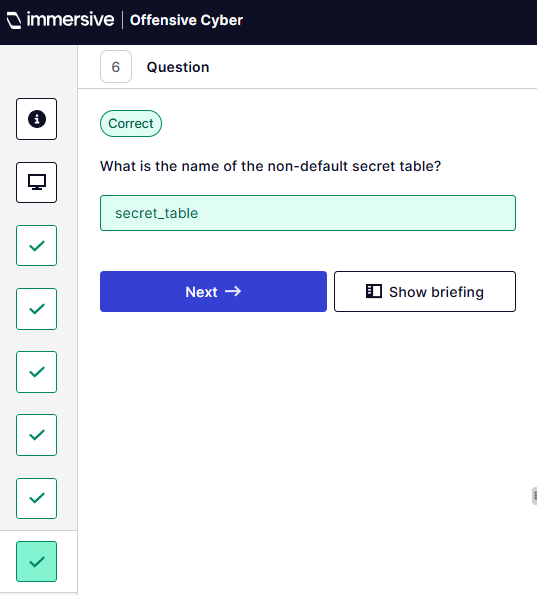 immersive | Offensive Cyber
6 Question
Correct
What is the name of the non-default secret table?
secret_table
Next →
Show briefing